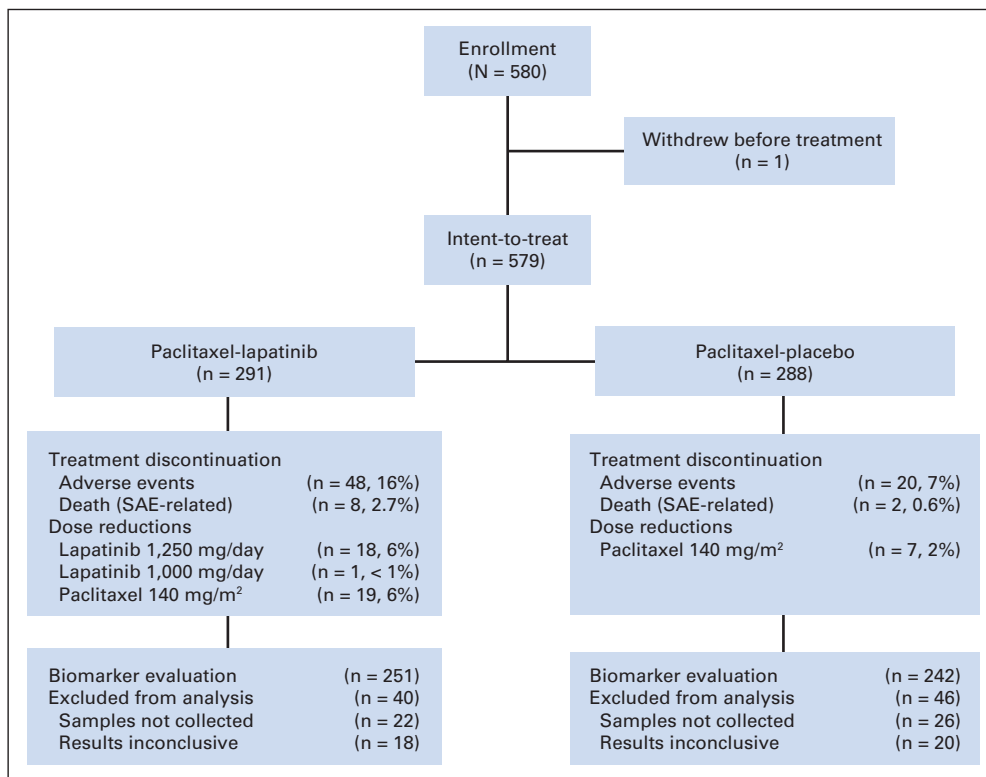 Enrollment
(N = 580)
Withdrew before treatment
(n = 1)
Intent-to-treat
(n = 579)
Paclitaxel-lapatinib
(n = 291)
Paclitaxel-placebo
(n = 288)
Treatment discontinuation
Adverse events (n = 48, 16%)
Death (SAE-related) (n = 8, 2.7%)
Dose reductions
Lapatinib 1,250 mg/day (n = 18, 6%)
Lapatinib 1,000 mg/day (n = 1, < 1%)
Paclitaxel 140 mg/m² (n = 19, 6%)
Treatment discontinuation
Adverse events (n = 20, 7%)
Death (SAE-related) (n = 2, 0.6%)
Dose reductions
Paclitaxel 140 mg/m² (n = 7, 2%)
Biomarker evaluation (n = 251)
Excluded from analysis (n = 40)
Samples not collected (n = 22)
Results inconclusive (n = 18)
Biomarker evaluation (n = 242)
Excluded from analysis (n = 46)
Samples not collected (n = 26)
Results inconclusive (n = 20)